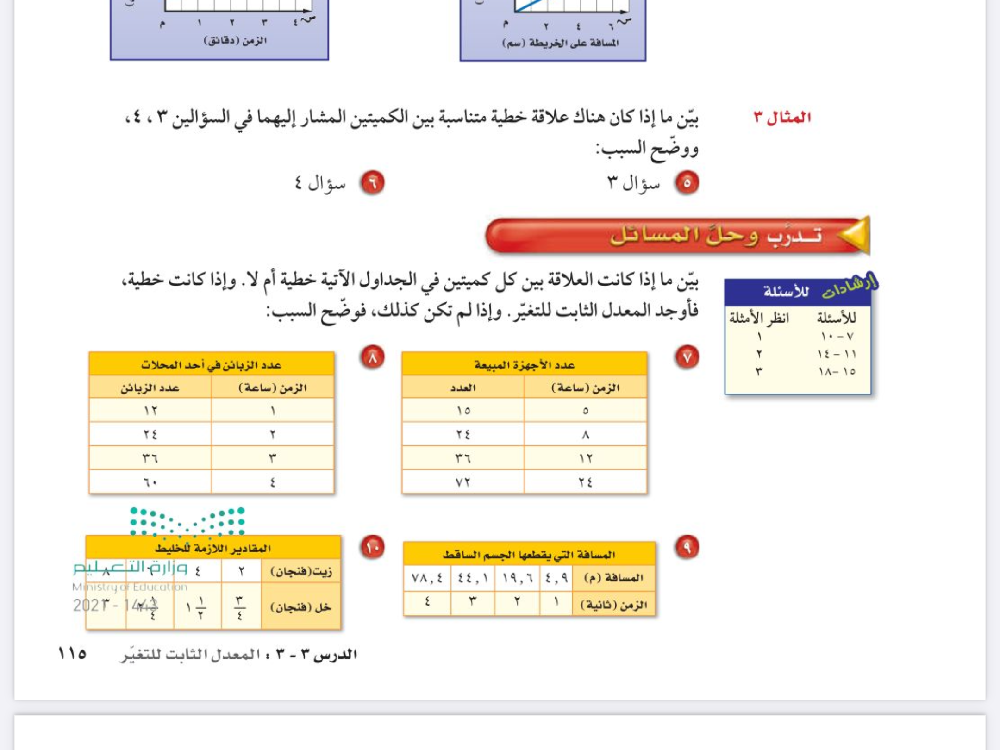 م ١ ٢ ٣ ٤ س
الزمن (دقائق)
م ٢ ٤ ٦ س
المسافة على الخريطة (سم)
المثال ٣
بيّن ما إذا كان هناك علاقة خطية متناسبة بين الكميتين المشار إليهما في السؤالين ٣ ، ٤،
ووضّح السبب:
٥ سؤال ٣
٦ سؤال ٤
تـدرَّب وحلَّ المسائل
إرشادات للأسئلة
للأسئلة انظر الأمثلة
٧ – ١٠ ١
١١ – ١٤ ٢
١٥ –١٨ ٣
بيّن ما إذا كانت العلاقة بين كل كميتين في الجداول الآتية خطية أم لا. وإذا كانت خطية،
فأوجد المعدل الثابت للتغيّر. وإذا لم تكن كذلك، فوضّح السبب:
٧
عدد الأجهزة المبيعة
الزمن (ساعة) العدد
٥ ١٥
٨ ٢٤
١٢ ٣٦
٢٤ ٧٢
٨
عدد الزبائن في أحد المحلات
الزمن (ساعة) عدد الزبائن
١ ١٢
٢ ٢٤
٣ ٣٦
٤ ٦٠
٩
المسافة التي يقطعها الجسم الساقط
المسافة (م) ٤,٩ ١٩,٦ ٤٤,١ ٧٨,٤
الزمن (ثانية) ١ ٢ ٣ ٤
١٠
المقادير اللازمة للخليط
زيت(فنجان) ٢ ٤ ٦ ٨
خل (فنجان) ٣/٤ ١ ١/٢ ٢ ١/٤ ٣
وزارة التعليم
Ministry of Education
2021 - 1443
الدرس ٣ - ٣ : المعدل الثابت للتغيّر ١١٥